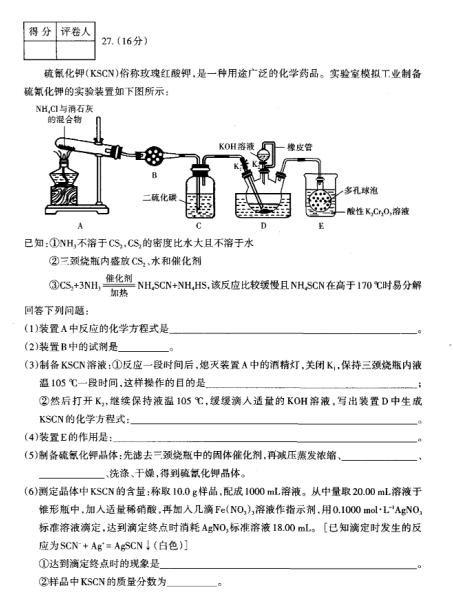 得分 评卷人
27.(16分)
硫氰化钾(KSCN)俗称玫瑰红酸钾,是一种用途广泛的化学药品。实验室模拟工业制备
硫氰化钾的实验装置如下图所示:
NH₄Cl与消石灰
的混合物
KOH溶液
橡皮管
K₁
K₂
B
二硫化碳
多孔球泡
酸性K₂Cr₂O₇溶液
A
C
D
E
已知:①NH₃不溶于CS₂,CS₂的密度比水大且不溶于水
②三颈烧瓶内盛放CS₂、水和催化剂
③CS₂+3NH₃ 催化剂 加热 NH₄SCN+NH₄HS,该反应比较缓慢且NH₄SCN在高于170 ℃时易分解
回答下列问题:
(1)装置A中反应的化学方程式是。
(2)装置B中的试剂是。
(3)制备KSCN溶液:①反应一段时间后,熄灭装置A中的酒精灯,关闭K₁,保持三颈烧瓶内液
温105 ℃一段时间,这样操作的目的是;
②然后打开K₂,继续保持液温105 ℃,缓缓滴入适量的KOH溶液,写出装置D中生成
KSCN的化学方程式:。
(4)装置E的作用是:。
(5)制备硫氰化钾晶体:先滤去三颈烧瓶中的固体催化剂,再减压蒸发浓缩、、
、洗涤、干燥,得到硫氰化钾晶体。
(6)测定晶体中KSCN的含量:称取10.0 g样品,配成1000 mL溶液。从中量取20.00 mL溶液于
锥形瓶中,加入适量稀硝酸,再加入几滴Fe(NO₃)₃溶液作指示剂,用0.1000 mol·L⁻¹AgNO₃
标准溶液滴定,达到滴定终点时消耗AgNO₃标准溶液18.00 mL。[已知滴定时发生的反
应为SCN⁻+Ag⁺=AgSCN↓(白色)]
①达到滴定终点时的现象是。
②样品中KSCN的质量分数为。